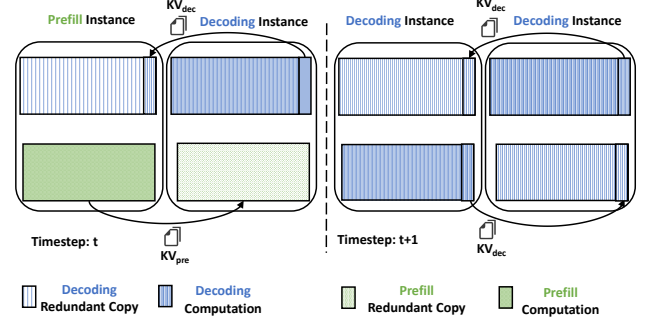 KVdec
KVdec
Prefill Instance
Decoding Instance
Decoding Instance
Decoding Instance
Timestep: t
KVpre
Timestep: t+1
KVdec
Decoding
Redundant Copy
Decoding
Computation
Prefill
Redundant Copy
Prefill
Computation